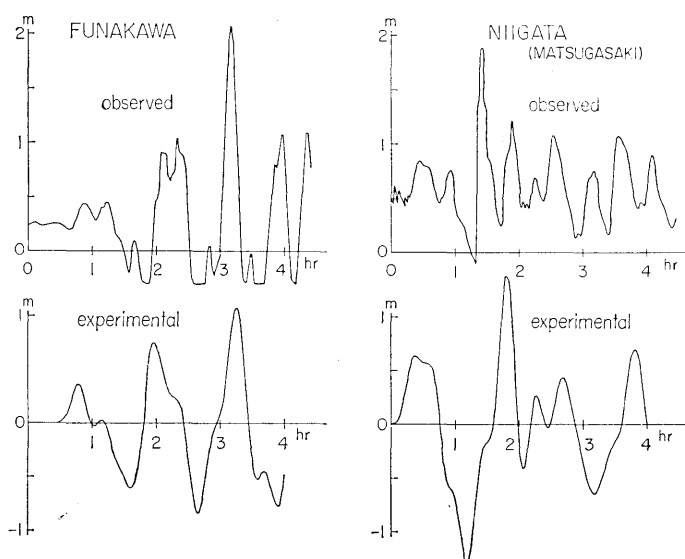 FUNAKAWA
observed
m
2
1
0
0 1 2 3 4 hr
NIIGATA
(MATSUGASAKI)
observed
m
2
1
0
0 1 2 3 4 hr
experimental
m
1
0
-1
1 2 3 4 hr
experimental
m
1
0
-1
1 2 3 4 hr